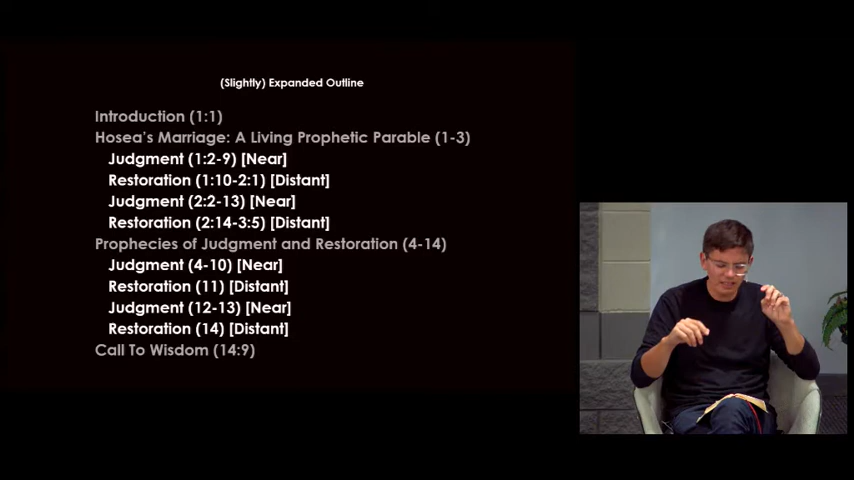 (Slightly) Expanded Outline
Introduction (1:1)
Hosea's Marriage: A Living Prophetic Parable (1-3)
Judgment (1:2-9) [Near]
Restoration (1:10-2:1) [Distant]
Judgment (2:2-13) [Near]
Restoration (2:14-3:5) [Distant]
Prophecies of Judgment and Restoration (4-14)
Judgment (4-10) [Near]
Restoration (11) [Distant]
Judgment (12-13) [Near]
Restoration (14) [Distant]
Call To Wisdom (14:9)